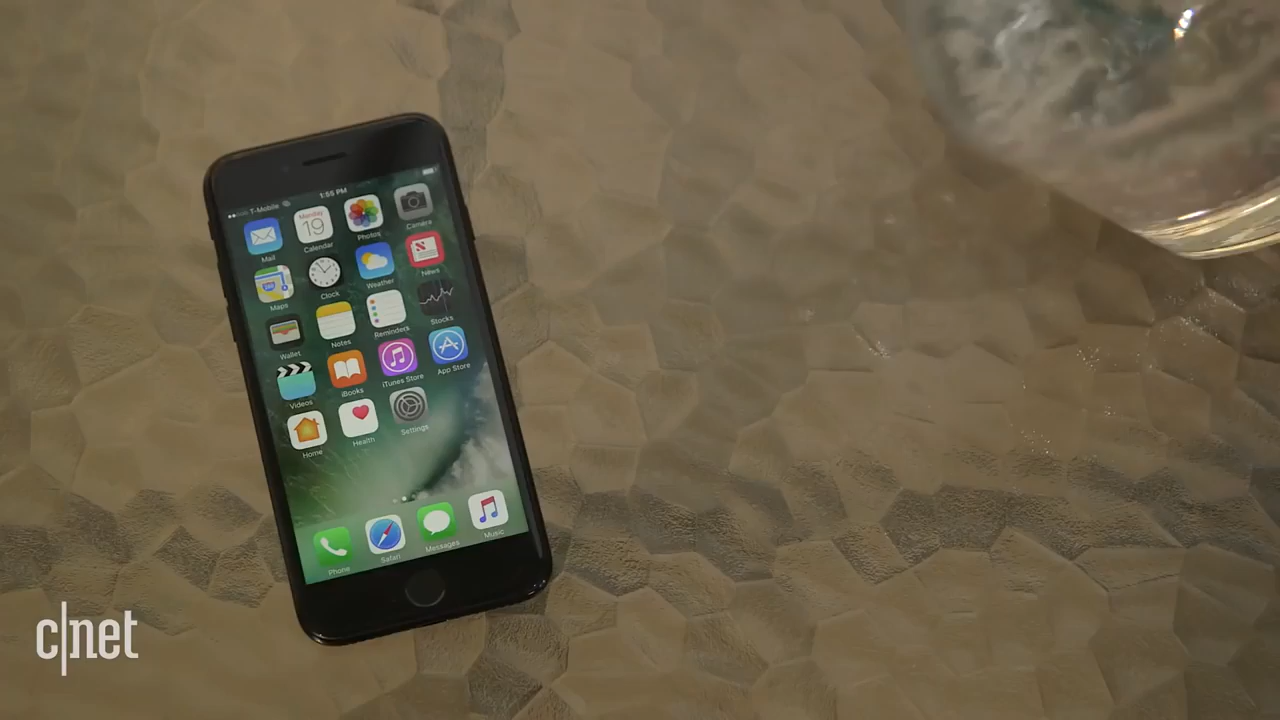 T-Mobile
1:55 PM
Mail
Monday
19
Calendar
Photos
Camera
Maps
Clock
Weather
News
Wallet
Notes
Reminders
Stocks
Videos
iBooks
iTunes Store
App Store
Home
Health
Settings
Phone
Safari
Messages
Music
c|net